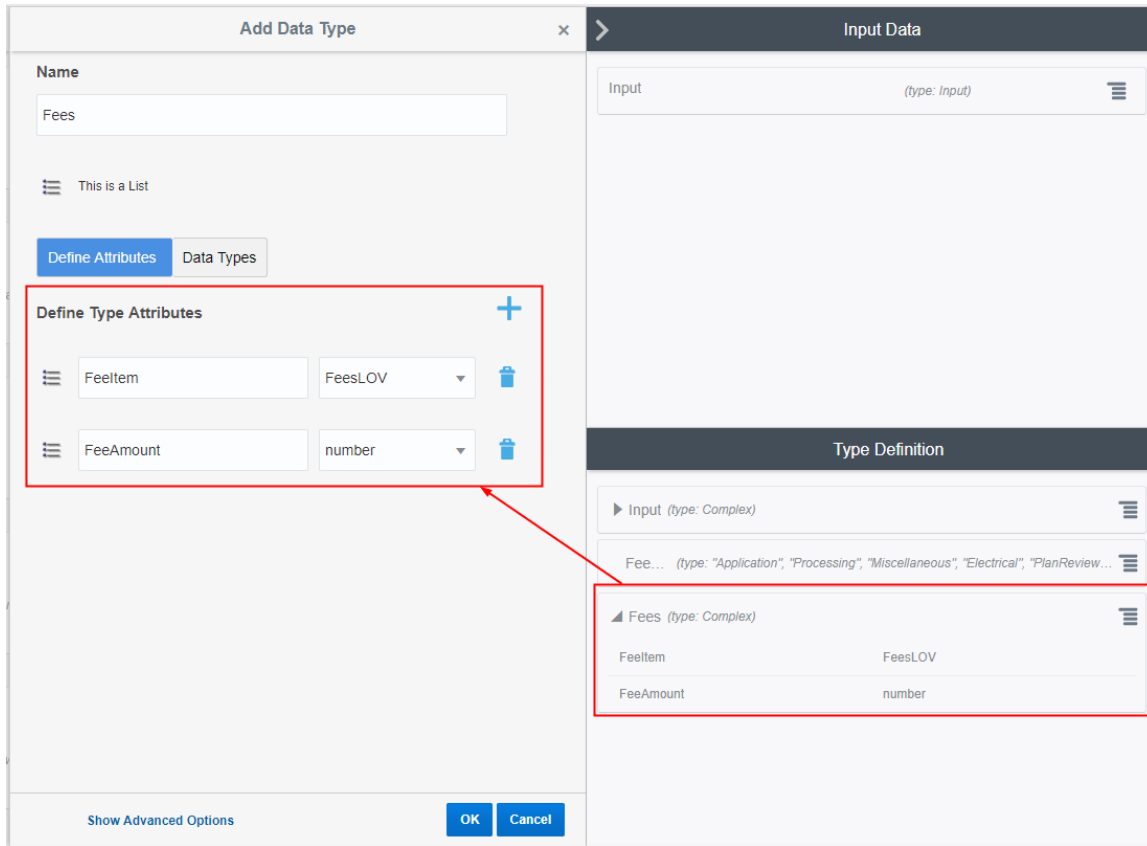 Add Data Type
×
Name
Fees
This is a List
Define Attributes
Data Types
Define Type Attributes
FeeItem
FeesLOV
FeeAmount
number
Show Advanced Options
OK
Cancel
Input Data
Input
(type: Input)
Type Definition
Input (type: Complex)
Fee... (type: "Application", "Processing", "Miscellaneous", "Electrical", "PlanReview...
Fees (type: Complex)
FeeItem
FeesLOV
FeeAmount
number